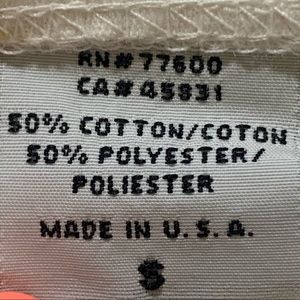 RN#77600
CA#45831
50% COTTON/COTON
50% POLYESTER/
POLIESTER
MADE IN U.S.A.
S